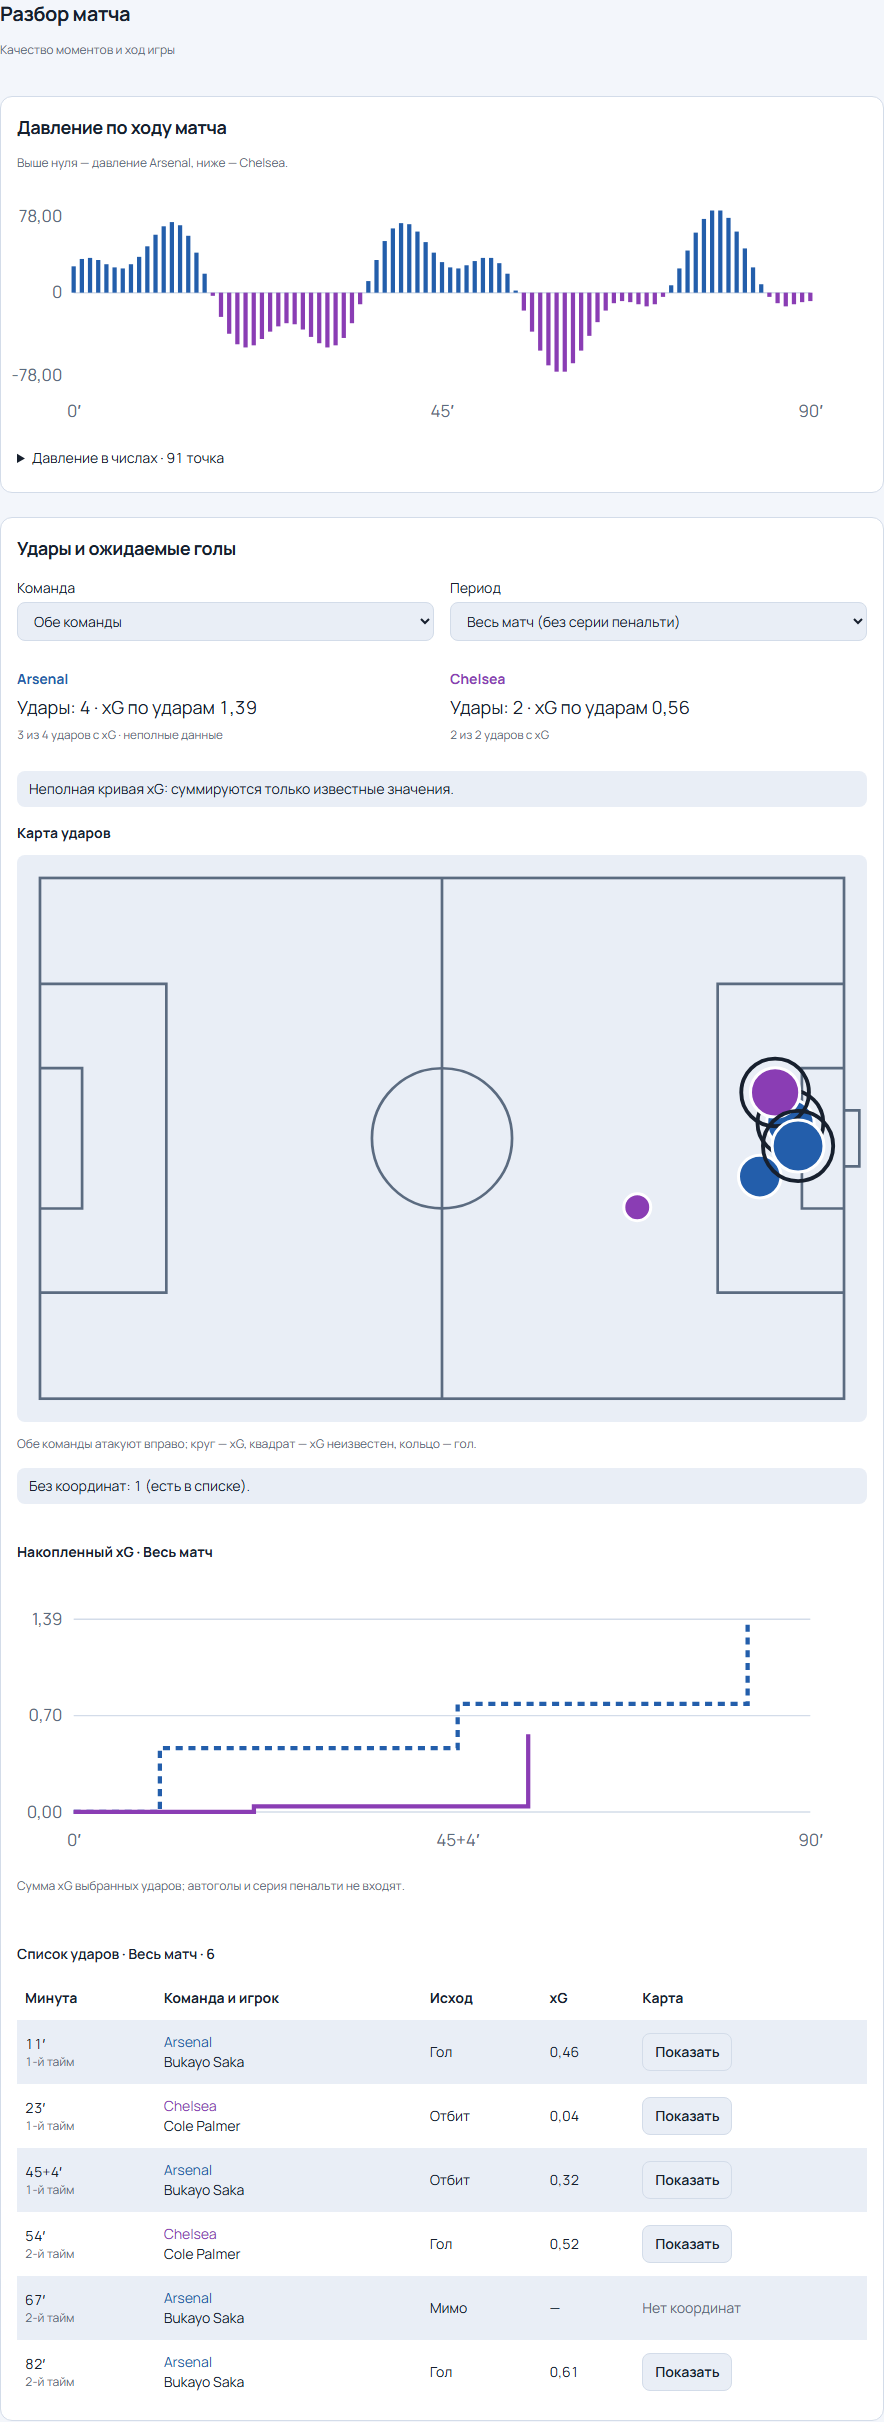 Разбор матча
Качество моментов и ход игры
Давление по ходу матча
Выше нуля — давление Arsenal, ниже — Chelsea.
78,00
0
-78,00
0′ 45′ 90′
Давление в числах · 91 точка
Удары и ожидаемые голы
Команда Период
Обе команды Весь матч (без серии пенальти)
Arsenal Chelsea
Удары: 4 · xG по ударам 1,39 Удары: 2 · xG по ударам 0,56
3 из 4 ударов с xG · неполные данные 2 из 2 ударов с xG
Неполная кривая xG: суммируются только известные значения.
Карта ударов
Обе команды атакуют вправо; круг — xG, квадрат — xG неизвестен, кольцо — гол.
Без координат: 1 (есть в списке).
Накопленный xG · Весь матч
1,39
0,70
0,00
0′ 45+4′ 90′
Сумма xG выбранных ударов; автоголы и серия пенальти не входят.
Список ударов · Весь матч · 6
Минута Команда и игрок Исход xG Карта
11′ Arsenal Гол 0,46 Показать
1-й тайм Bukayo Saka
23′ Chelsea Отбит 0,04 Показать
1-й тайм Cole Palmer
45+4′ Arsenal Отбит 0,32 Показать
1-й тайм Bukayo Saka
54′ Chelsea Гол 0,52 Показать
2-й тайм Cole Palmer
67′ Arsenal Мимо — Нет координат
2-й тайм Bukayo Saka
82′ Arsenal Гол 0,61 Показать
2-й тайм Bukayo Saka